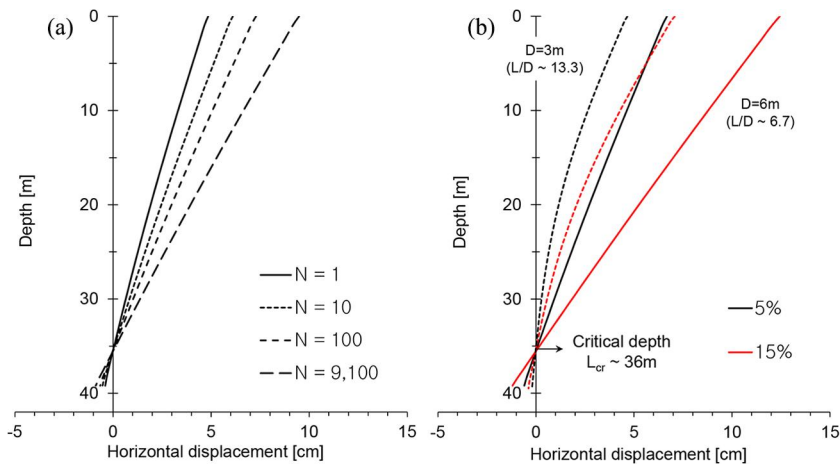 (a)
0
10
20
30
40
Depth [m]
N = 1
N = 10
N = 100
N = 9,100
-5
0
5
10
15
Horizontal displacement [cm]
(b)
0
10
20
30
40
Depth [m]
D=3m
(L/D ~ 13.3)
D=6m
(L/D ~ 6.7)
5%
15%
Critical depth
Lcr ~ 36m
-5
0
5
10
15
Horizontal displacement [cm]